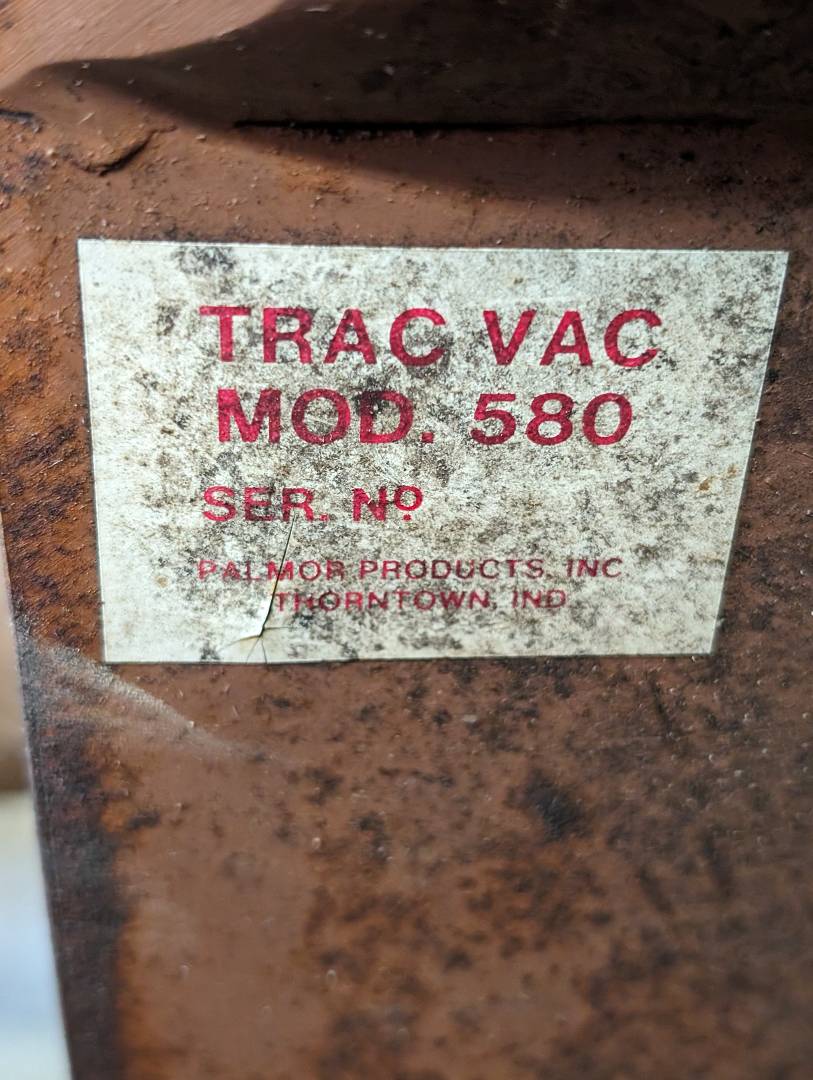 TRAC VAC
MOD. 580
SER. Nº
PALMOR PRODUCTS, INC
THORNTOWN, IND